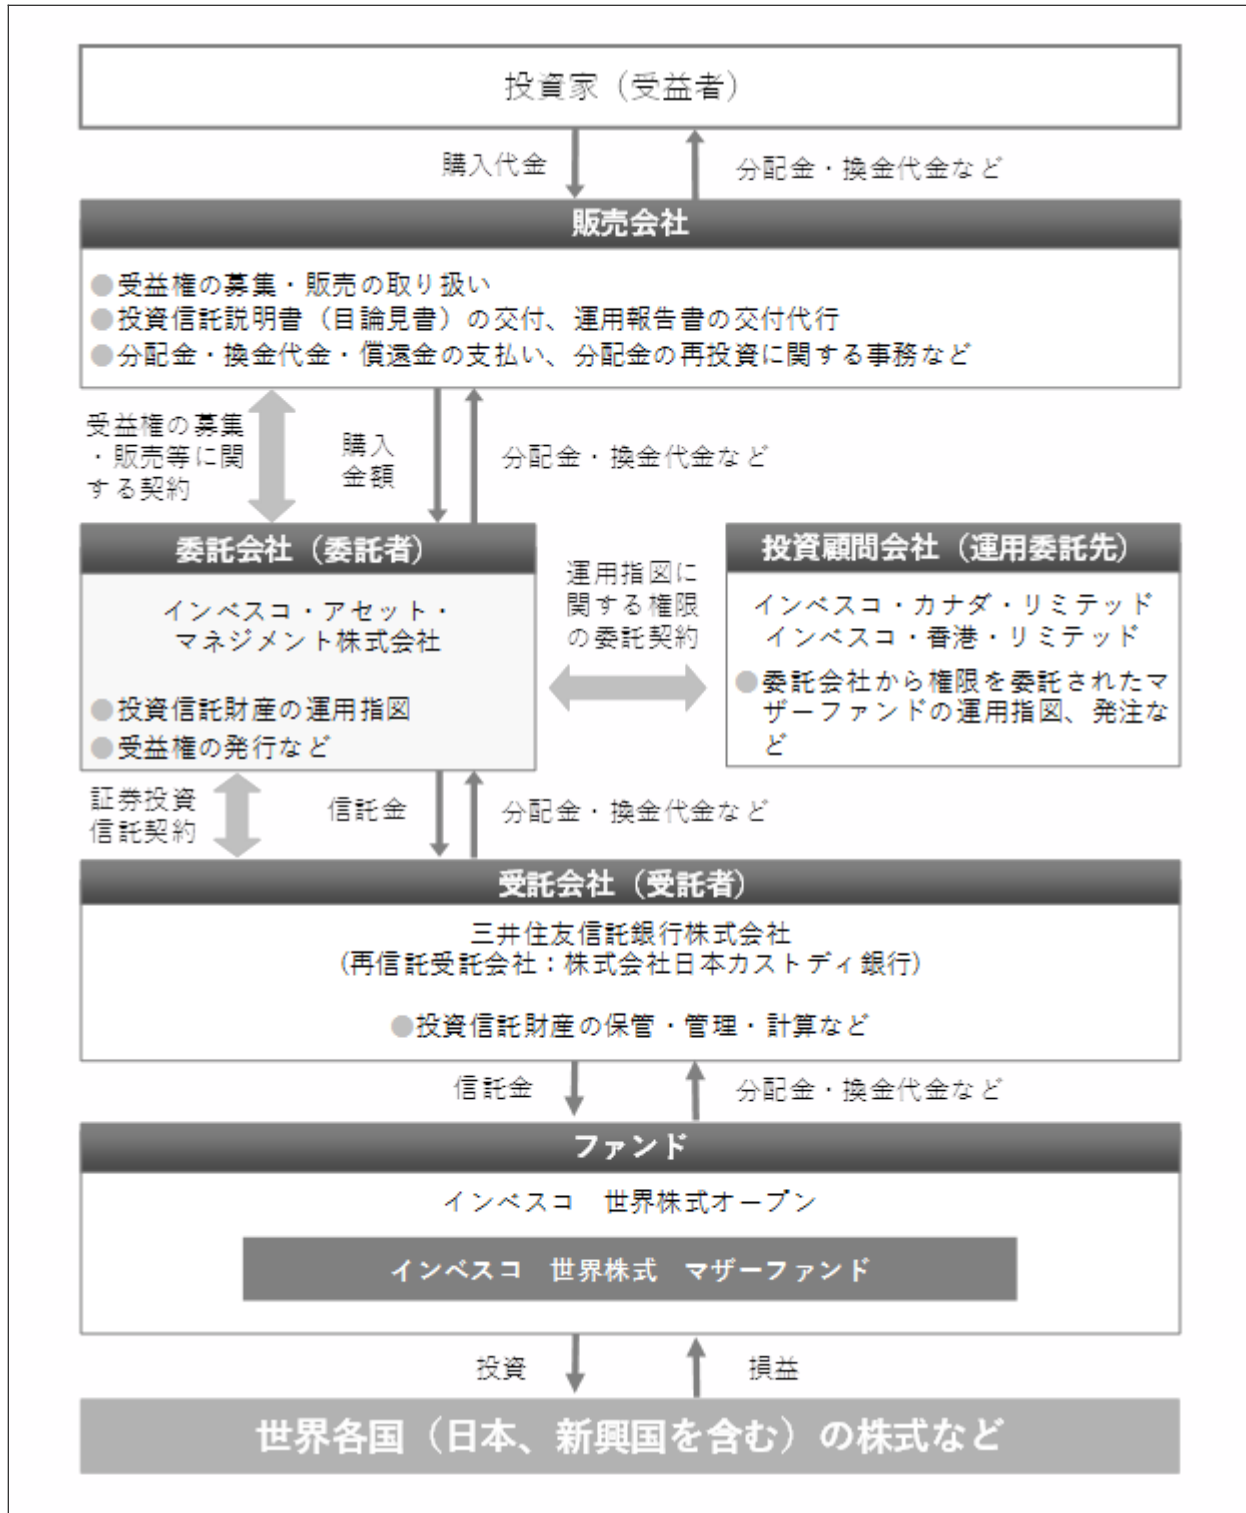 投資家（受益者）
購入代金
分配金・換金代金など
販売会社
●受益権の募集・販売の取り扱い
●投資信託説明書（目論見書）の交付、運用報告書の交付代行
●分配金・換金代金・償還金の支払い、分配金の再投資に関する事務など
受益権の募集
・販売等に関
する契約
購入
金額
分配金・換金代金など
委託会社（委託者）
インベスコ・アセット・
マネジメント株式会社
●投資信託財産の運用指図
●受益権の発行など
運用指図に
関する権限
の委託契約
投資顧問会社（運用委託先）
インベスコ・カナダ・リミテッド
インベスコ・香港・リミテッド
●委託会社から権限を委託されたマ
ザーファンドの運用指図、発注な
ど
証券投資
信託契約
信託金
分配金・換金代金など
受託会社（受託者）
三井住友信託銀行株式会社
(再信託受託会社：株式会社日本カストディ銀行)
●投資信託財産の保管・管理・計算など
信託金
分配金・換金代金など
ファンド
インベスコ　世界株式オープン
インベスコ　世界株式　マザーファンド
投資
損益
世界各国（日本、新興国を含む）の株式など